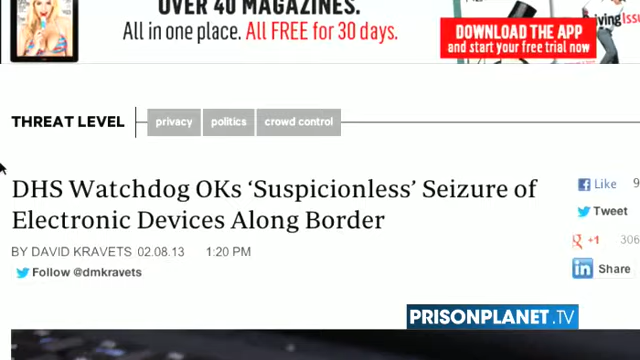 OVER 40 MAGAZINES.
All in one place. All FREE for 30 days.
DOWNLOAD THE APP
and start your free trial now
THREAT LEVEL privacy politics crowd control
DHS Watchdog OKs ‘Suspicionless’ Seizure of
Electronic Devices Along Border
BY DAVID KRAVETS 02.08.13 1:20 PM
Follow @dmkravets
Like 9
Tweet
+1 306
in Share
PRISONPLANET.TV